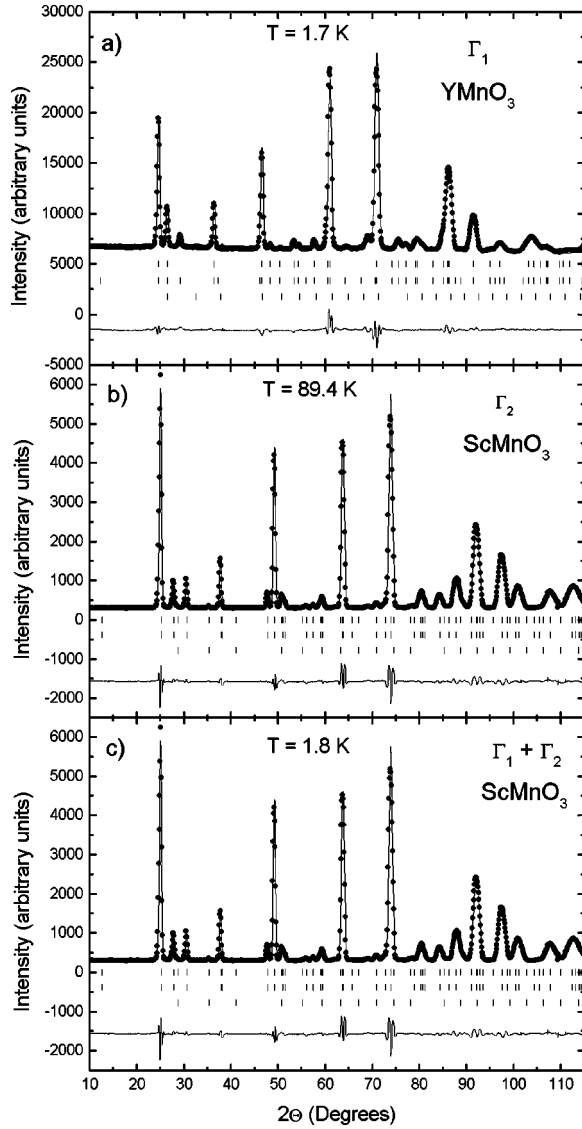 a)
T = 1.7 K
Γ1
YMnO3
Intensity (arbitrary units)
30000
25000
20000
15000
10000
5000
0
-5000
b)
T = 89.4 K
Γ2
ScMnO3
Intensity (arbitrary units)
6000
5000
4000
3000
2000
1000
0
-1000
-2000
c)
T = 1.8 K
Γ1 + Γ2
ScMnO3
Intensity (arbitrary units)
6000
5000
4000
3000
2000
1000
0
-1000
-2000
10 20 30 40 50 60 70 80 90 100 110
2Θ (Degrees)